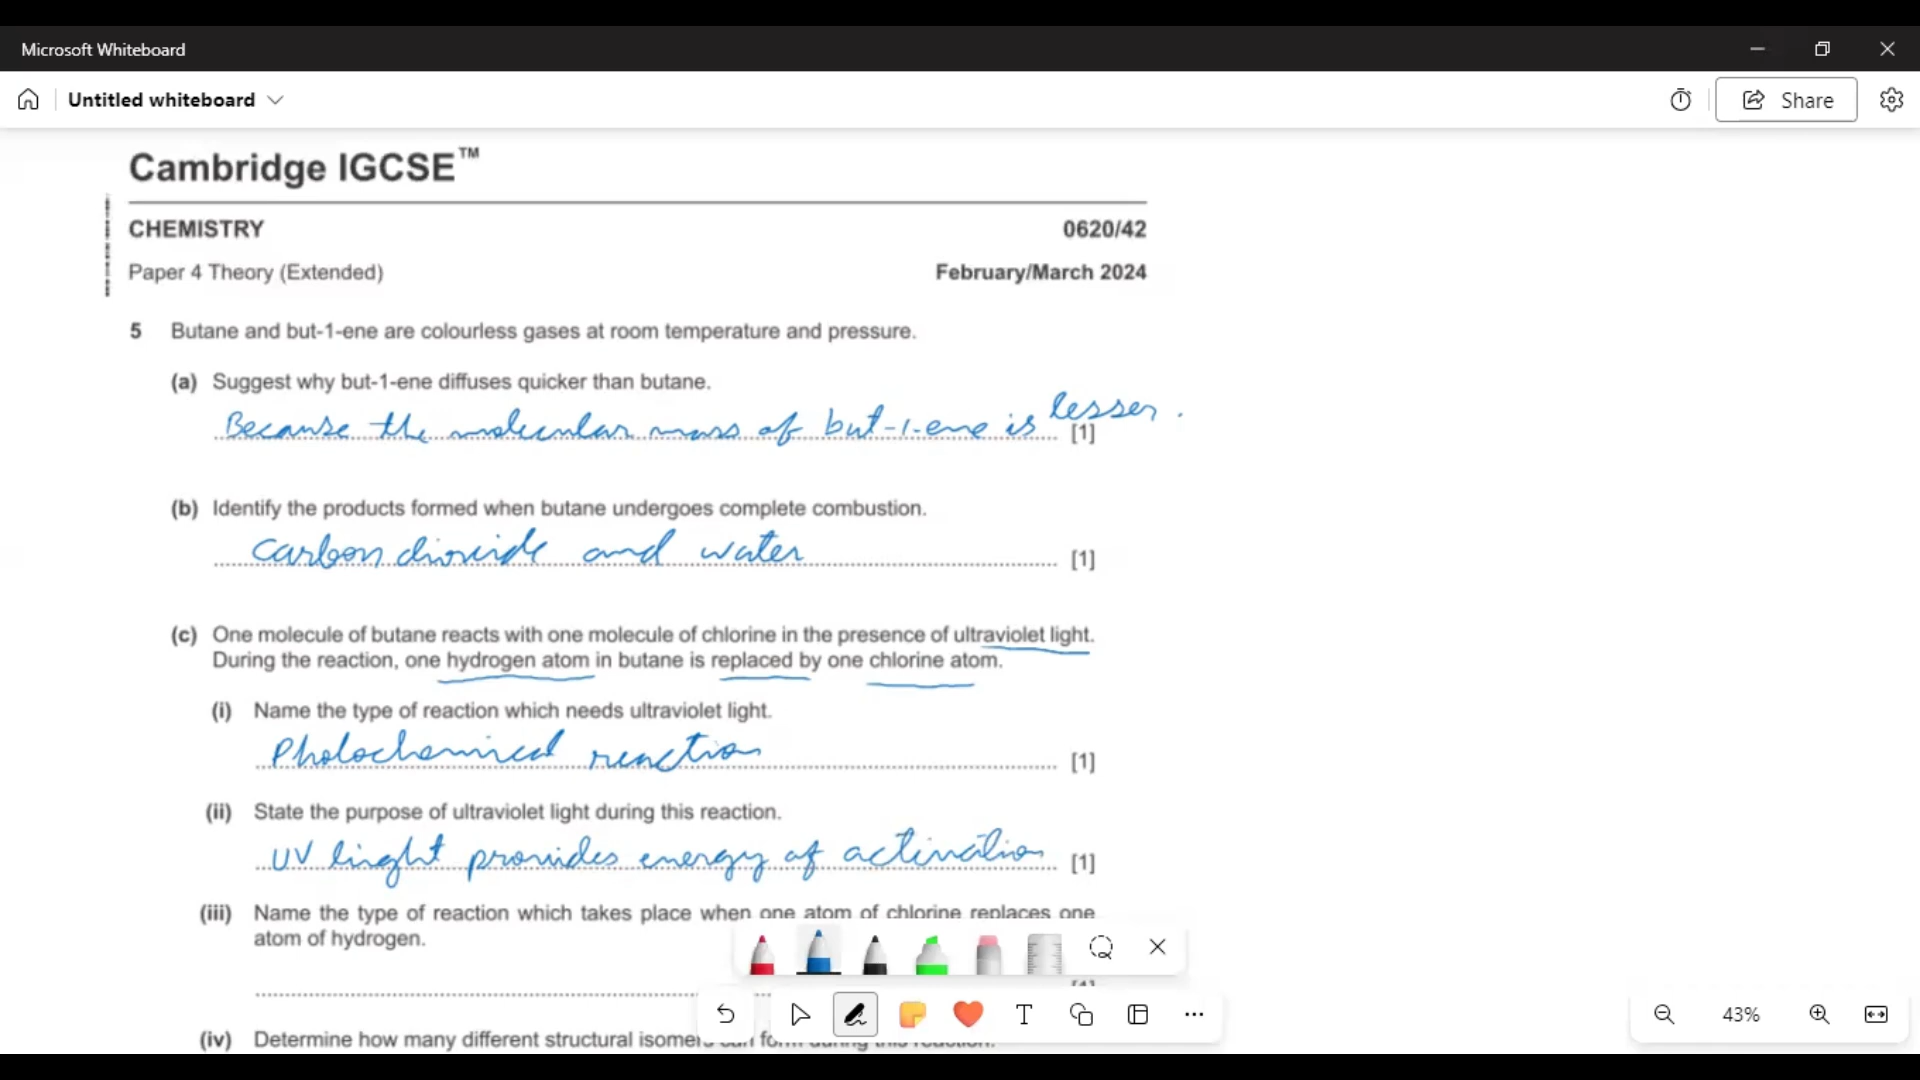 Microsoft Whiteboard
Untitled whiteboard
Share
Cambridge IGCSE™
CHEMISTRY 0620/42
Paper 4 Theory (Extended) February/March 2024
5 Butane and but-1-ene are colourless gases at room temperature and pressure.
(a) Suggest why but-1-ene diffuses quicker than butane.
Because the molecular mass of but-1-ene is lesser. [1]
(b) Identify the products formed when butane undergoes complete combustion.
Carbon dioxide and water [1]
(c) One molecule of butane reacts with one molecule of chlorine in the presence of ultraviolet light.
During the reaction, one hydrogen atom in butane is replaced by one chlorine atom.
(i) Name the type of reaction which needs ultraviolet light.
Photochemical reaction [1]
(ii) State the purpose of ultraviolet light during this reaction.
UV linght provides energy of activation [1]
(iii) Name the type of reaction which takes place when one atom of chlorine replaces one
atom of hydrogen.
(iv) Determine how many different structural isomers can form during this reaction.
43%